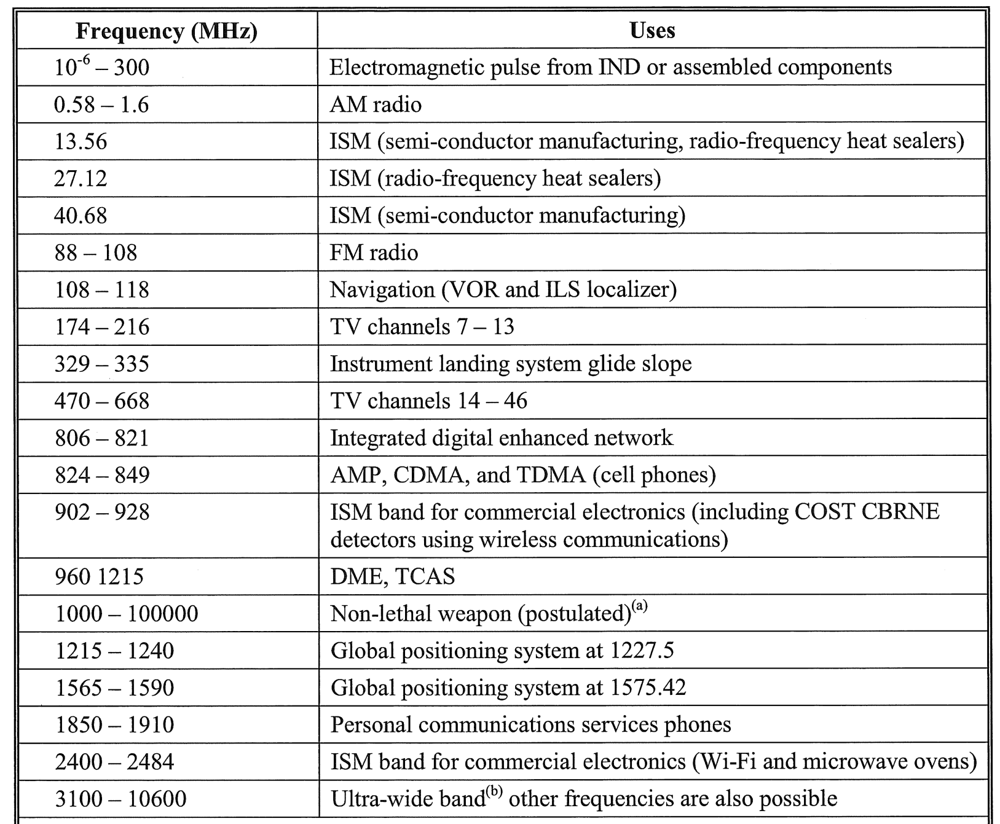 Frequency (MHz) Uses
10-6 – 300 Electromagnetic pulse from IND or assembled components
0.58 – 1.6 AM radio
13.56 ISM (semi-conductor manufacturing, radio-frequency heat sealers)
27.12 ISM (radio-frequency heat sealers)
40.68 ISM (semi-conductor manufacturing)
88 – 108 FM radio
108 – 118 Navigation (VOR and ILS localizer)
174 – 216 TV channels 7 – 13
329 – 335 Instrument landing system glide slope
470 – 668 TV channels 14 – 46
806 – 821 Integrated digital enhanced network
824 – 849 AMP, CDMA, and TDMA (cell phones)
902 – 928 ISM band for commercial electronics (including COST CBRNE
detectors using wireless communications)
960 1215 DME, TCAS
1000 – 100000 Non-lethal weapon (postulated)(a)
1215 – 1240 Global positioning system at 1227.5
1565 – 1590 Global positioning system at 1575.42
1850 – 1910 Personal communications services phones
2400 – 2484 ISM band for commercial electronics (Wi-Fi and microwave ovens)
3100 – 10600 Ultra-wide band(b) other frequencies are also possible